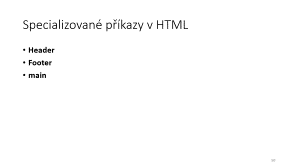 Specializované příkazy v HTML
• Header
• Footer
• main